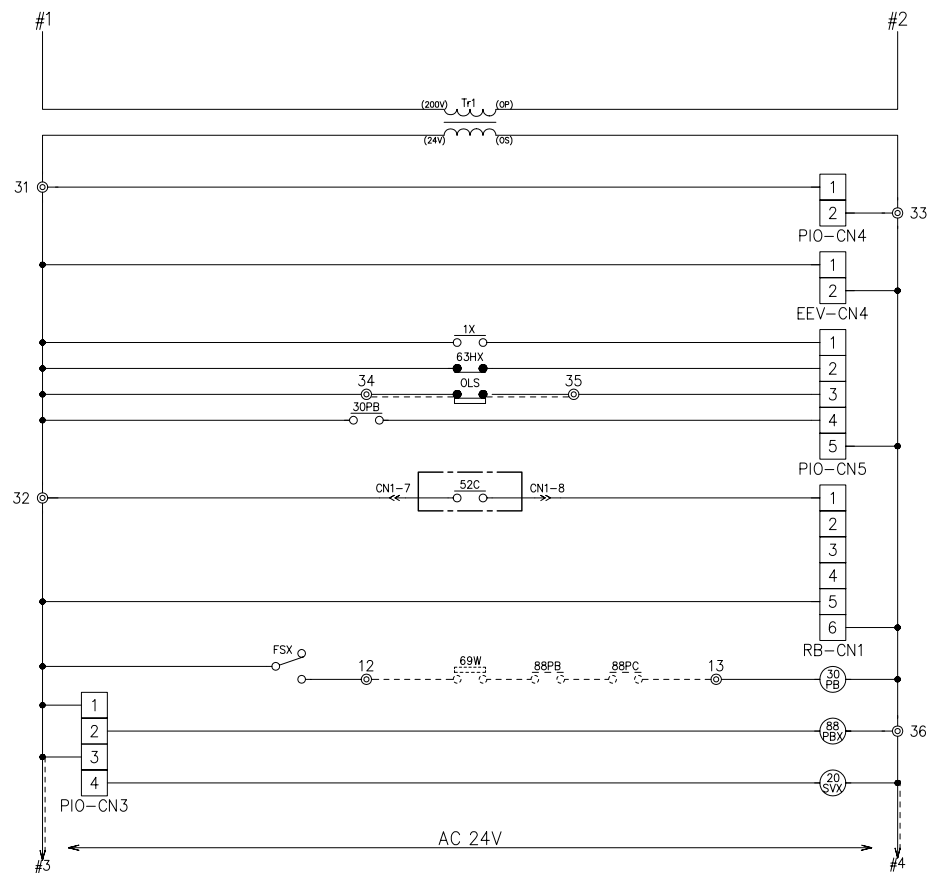 #1 #2
(200V) Tr1 (0P)
(24V) (0S)
31 1
2 33
PIO-CN4
1
2
EEV-CN4
1X 1
63HX 2
34 OLS 35 3
30PB 4
5
PIO-CN5
32 CN1-7 52C CN1-8 1
2
3
4
5
6
RB-CN1
FSX
12 69W 88PB 88PC 13 30
PB
1
2 88
PBX 36
3
4 20
SVX
PIO-CN3
AC 24V
#3 #4